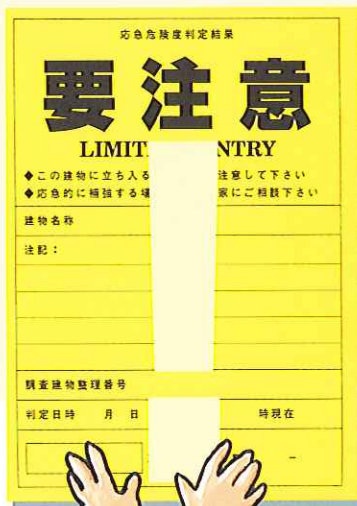 応急危険度判定結果
要注意
LIMIT NTRY
◆この建物に立ち入る 注意して下さい
◆応急的に補強する場 家にご相談下さい
建物名称
注記：
調査建物整理番号
判定日時 月 日 時現在
–